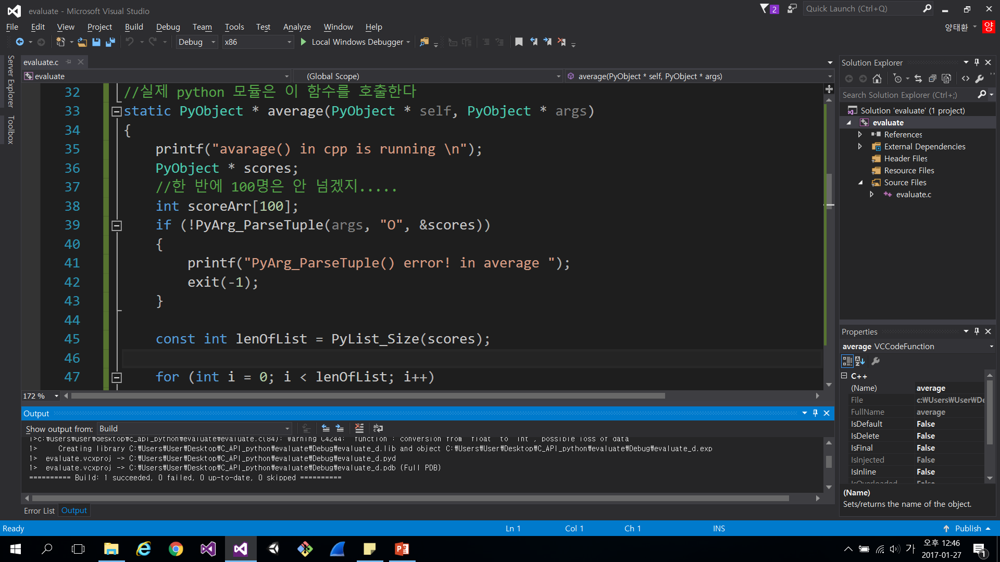 evaluate - Microsoft Visual Studio
2
Quick Launch (Ctrl+Q)
File Edit View Project Build Debug Team Tools Test Analyze Window Help
양태환
양
Debug
x86
Local Windows Debugger
Server Explorer
Toolbox
evaluate.c
evaluate
(Global Scope)
average(PyObject * self, PyObject * args)
32 //실제 python 모듈은 이 함수를 호출한다
33 static PyObject * average(PyObject * self, PyObject * args)
34 {
35 printf("avarage() in cpp is running \n");
36 PyObject * scores;
37 //한 반에 100명은 안 넘겠지.....
38 int scoreArr[100];
39 if (!PyArg_ParseTuple(args, "O", &scores))
40 {
41 printf("PyArg_ParseTuple() error! in average ");
42 exit(-1);
43 }
44
45 const int lenOfList = PyList_Size(scores);
46
47 for (int i = 0; i < lenOfList; i++)
172 %
Output
Show output from: Build
1>c:₩users₩user₩desktop₩c_api_python₩evaluate₩evaluate.c(84): warning C4244: 'function': conversion from 'float' to 'int', possible loss of data
1> Creating library C:₩Users₩User₩Desktop₩C_API_python₩evaluate₩Debug₩evaluate_d.lib and object C:₩Users₩User₩Desktop₩C_API_python₩evaluate₩Debug₩evaluate_d.exp
1> evaluate.vcxproj -> C:₩Users₩User₩Desktop₩C_API_python₩evaluate₩Debug₩evaluate_d.pyd
1> evaluate.vcxproj -> C:₩Users₩User₩Desktop₩C_API_python₩evaluate₩Debug₩evaluate_d.pdb (Full PDB)
========== Build: 1 succeeded, 0 failed, 0 up-to-date, 0 skipped ==========
Error List Output
Solution Explorer
Search Solution Explorer (Ctrl+;)
Solution 'evaluate' (1 project)
evaluate
References
External Dependencies
Header Files
Resource Files
Source Files
evaluate.c
Properties
average VCCodeFunction
C++
(Name) average
File c:₩Users₩User₩De
FullName average
IsDefault False
IsDelete False
IsFinal False
IsInjected False
IsInline False
IsOverloaded False
(Name)
Sets/returns the name of the object.
Ready
Ln 1 Col 1 Ch 1 INS
Publish
가
오후 12:46
2017-01-27
1